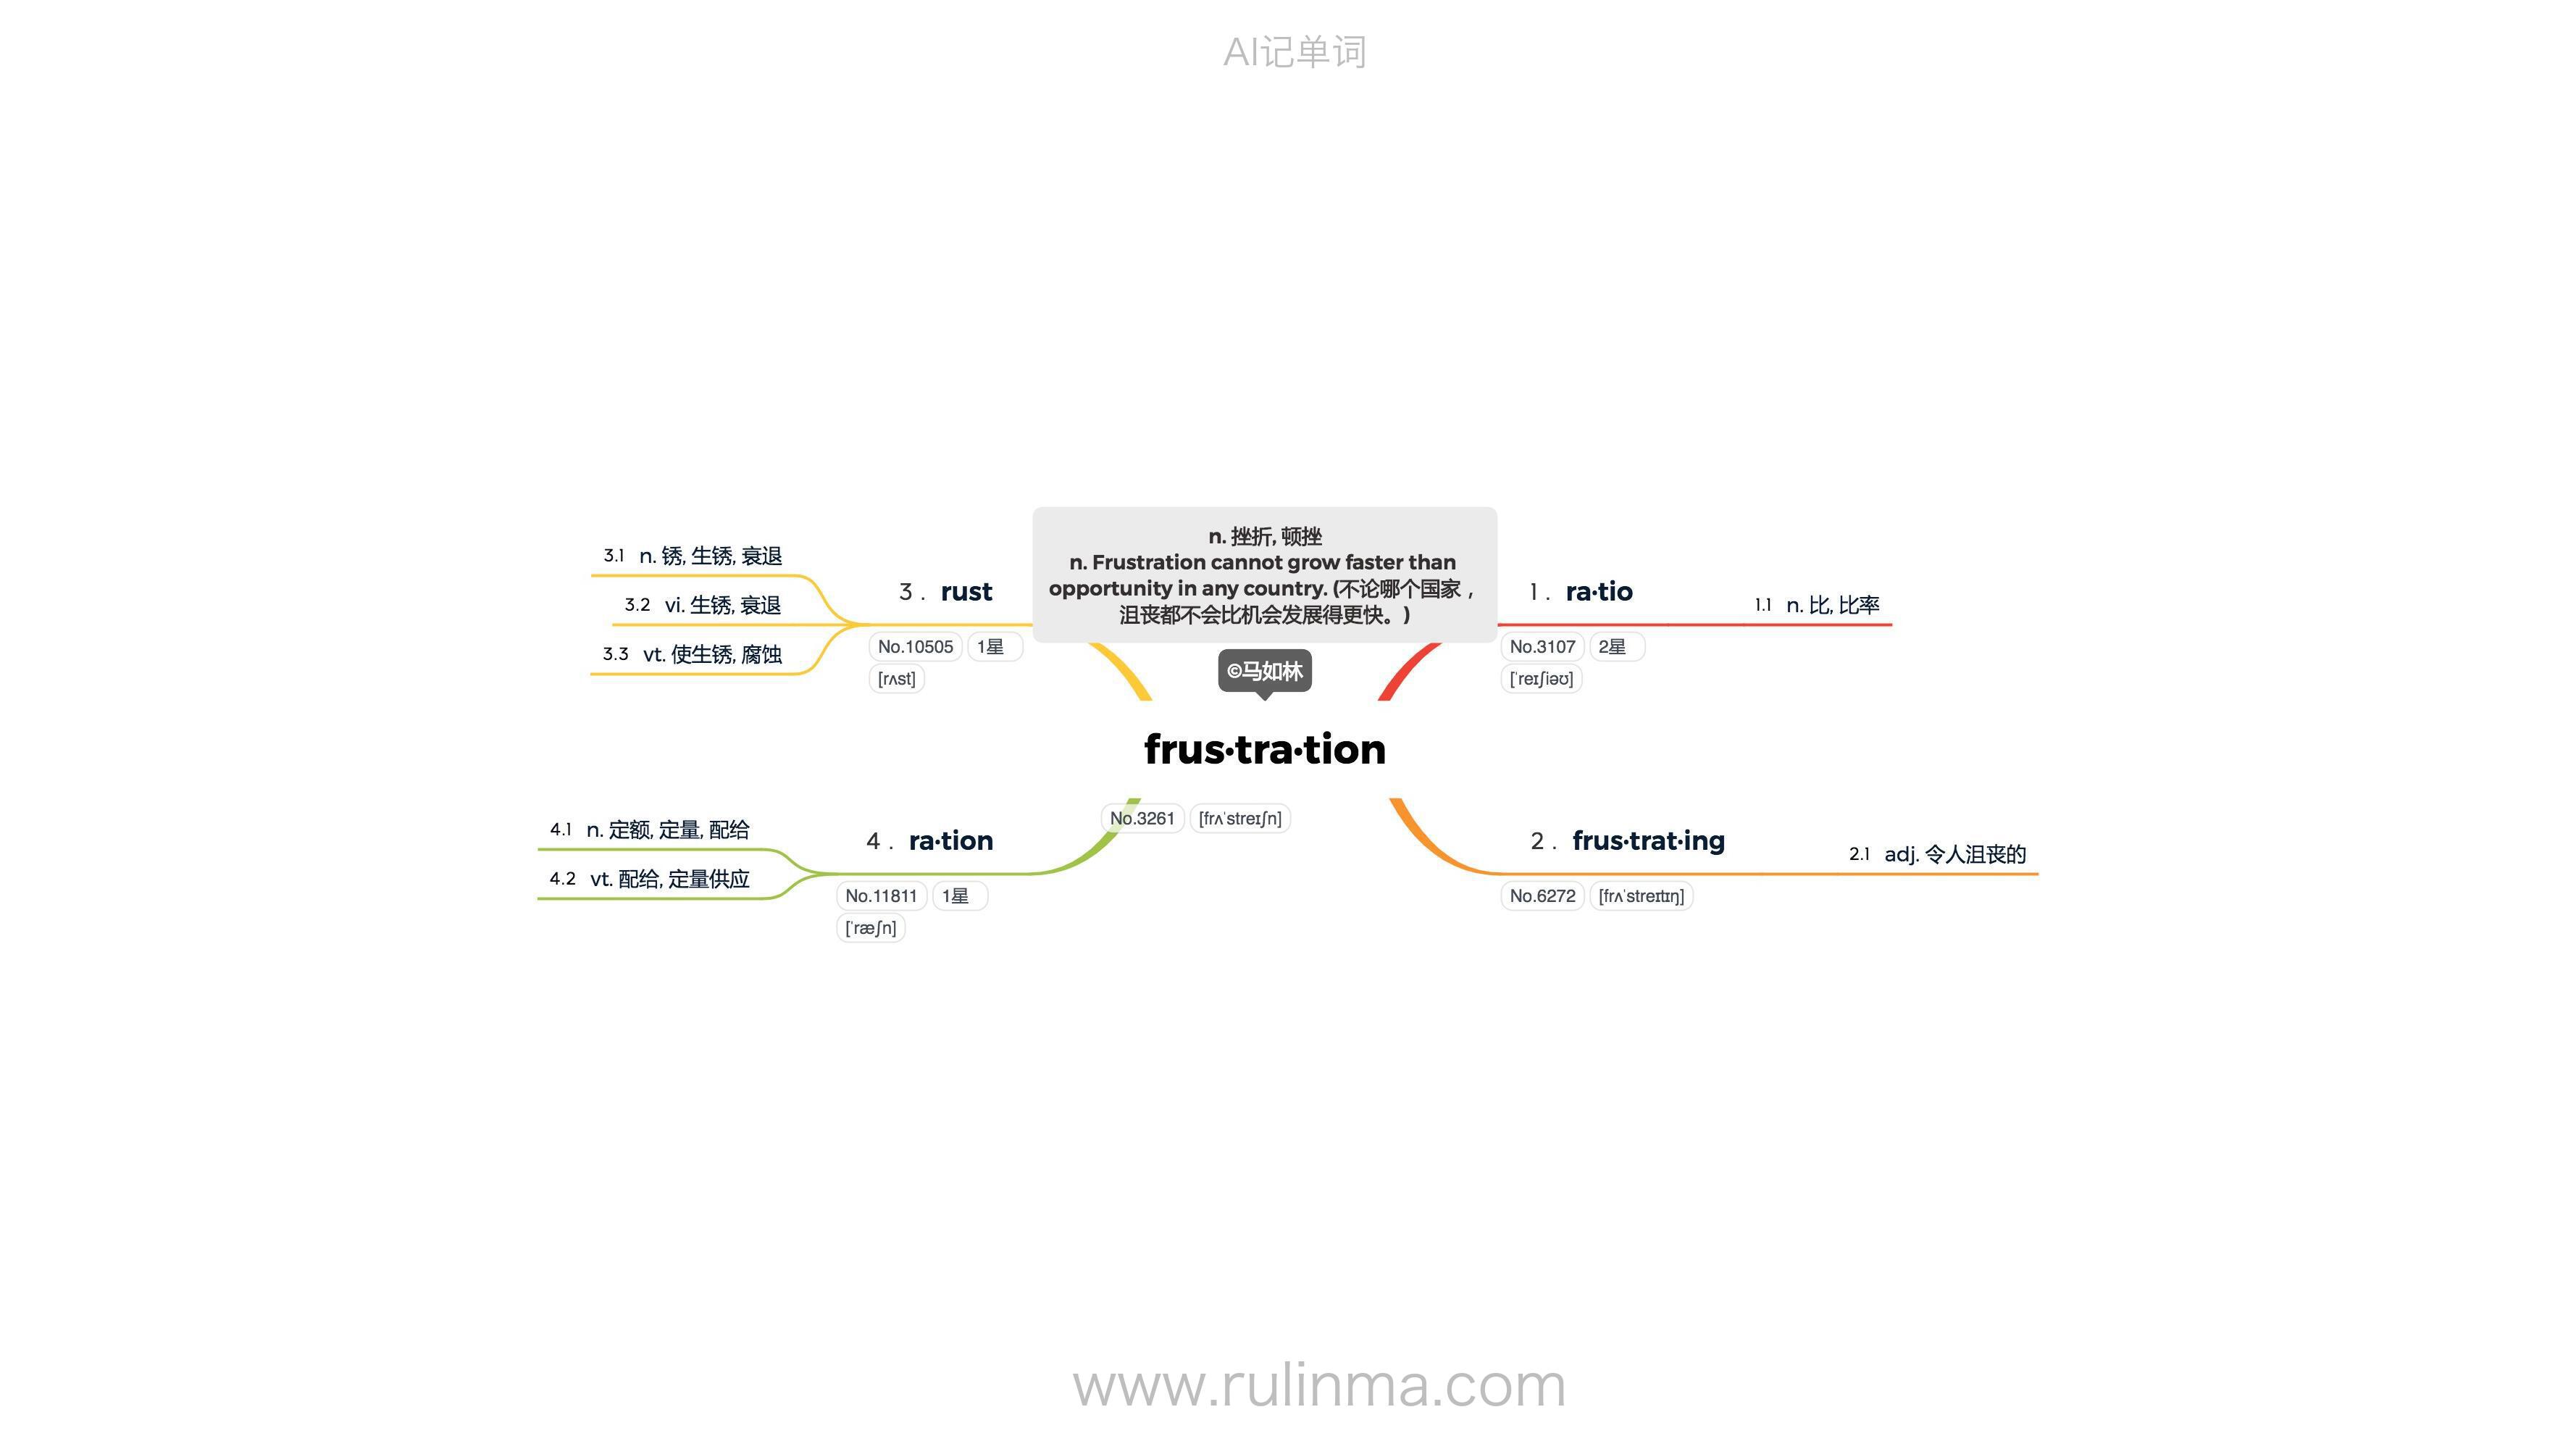 AI记单词
n. 挫折, 顿挫
n. Frustration cannot grow faster than
opportunity in any country. (不论哪个国家，
沮丧都不会比机会发展得更快。)
©马如林
frus·tra·tion
No.3261 [frʌˈstreɪʃn]
1 . ra·tio
No.3107 2星
[ˈreɪʃiəʊ]
1.1 n. 比, 比率
2 . frus·trat·ing
No.6272 [frʌˈstreɪtɪŋ]
2.1 adj. 令人沮丧的
3 . rust
No.10505 1星
[rʌst]
3.1 n. 锈, 生锈, 衰退
3.2 vi. 生锈, 衰退
3.3 vt. 使生锈, 腐蚀
4 . ra·tion
No.11811 1星
[ˈræʃn]
4.1 n. 定额, 定量, 配给
4.2 vt. 配给, 定量供应
www.rulinma.com